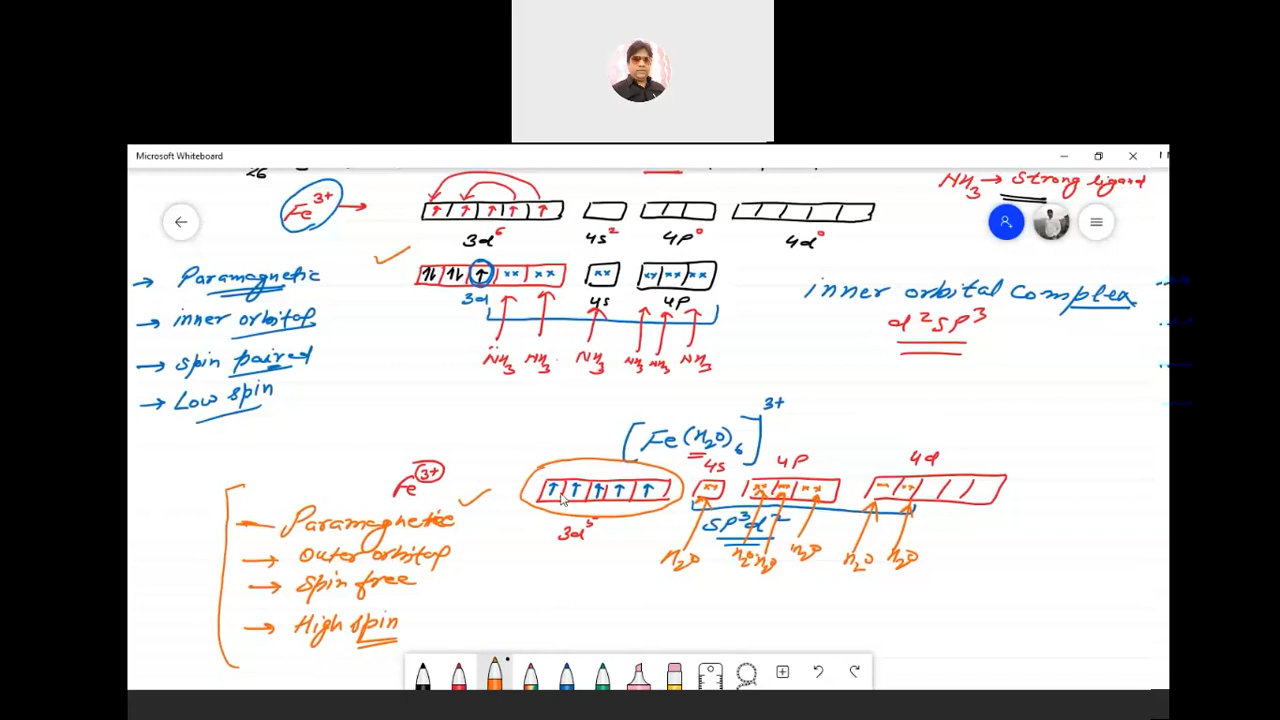 Microsoft Whiteboard
26
NH3 → Strong ligand
Fe3+ →
3d6 4s2 4p0 4d0
→ Paramagnetic
3d 4s 4p
inner orbital complex
→ inner orbital
d2sp3
→ Spin paired
NH3 NH3 NH3 NH3 NH3 NH3
→ Low spin
[Fe(H2O)6]3+
4s 4p 4d
Fe3+
→ Paramagnetic
3d5
sp3d2
→ Outer orbital
H2O H2O H2O H2O H2O H2O
→ Spin free
→ High spin